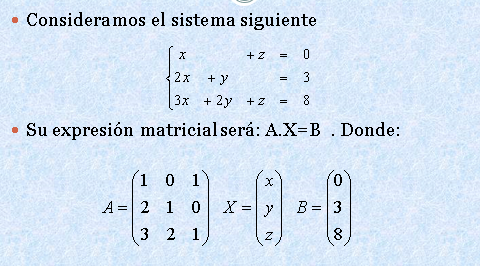 • Consideramos el sistema siguiente
x + z = 0
2x + y = 3
3x + 2y + z = 8
• Su expresión matricial será: A.X=B . Donde:
A = (1 0 1
2 1 0
3 2 1) X = (x
y
z) B = (0
3
8)